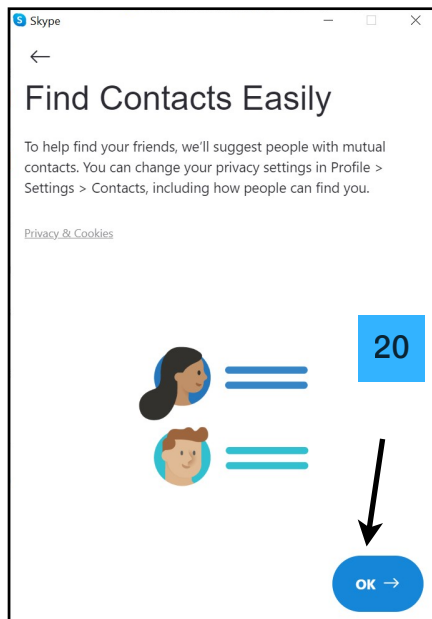 Skype
Find Contacts Easily
To help find your friends, we'll suggest people with mutual
contacts. You can change your privacy settings in Profile >
Settings > Contacts, including how people can find you.
Privacy & Cookies
20
OK